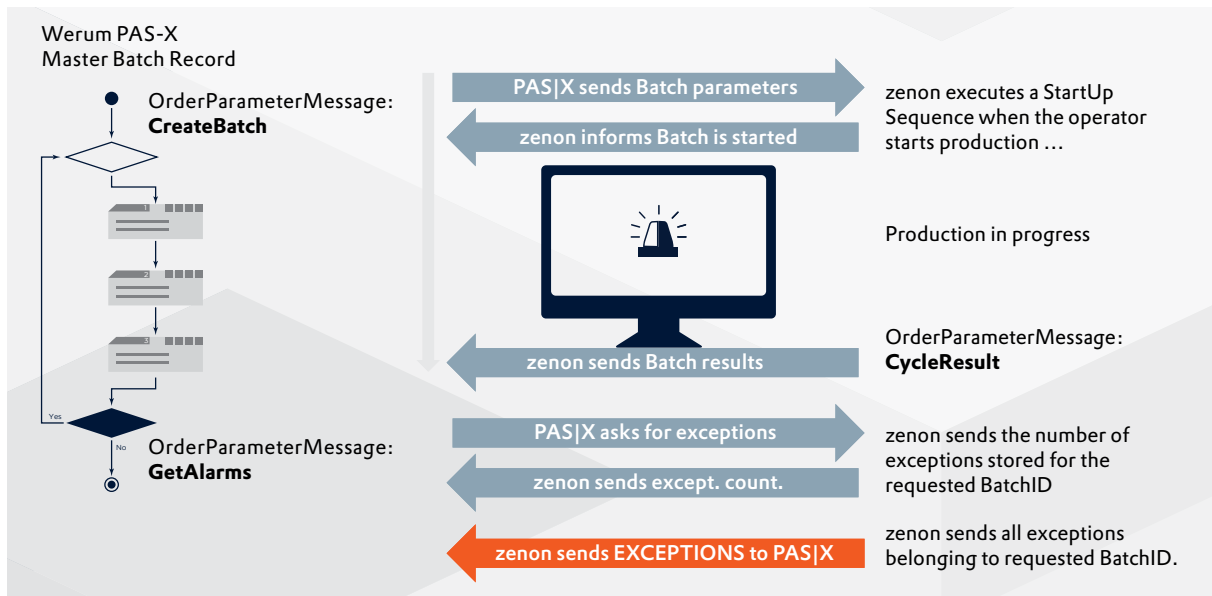 Werum PAS-X
Master Batch Record
OrderParameterMessage:
CreateBatch
1
2
3
Yes
No
OrderParameterMessage:
GetAlarms
PAS|X sends Batch parameters
zenon informs Batch is started
zenon executes a StartUp
Sequence when the operator
starts production …
Production in progress
zenon sends Batch results
OrderParameterMessage:
CycleResult
PAS|X asks for exceptions
zenon sends except. count.
zenon sends the number of
exceptions stored for the
requested BatchID
zenon sends EXCEPTIONS to PAS|X
zenon sends all exceptions
belonging to requested BatchID.